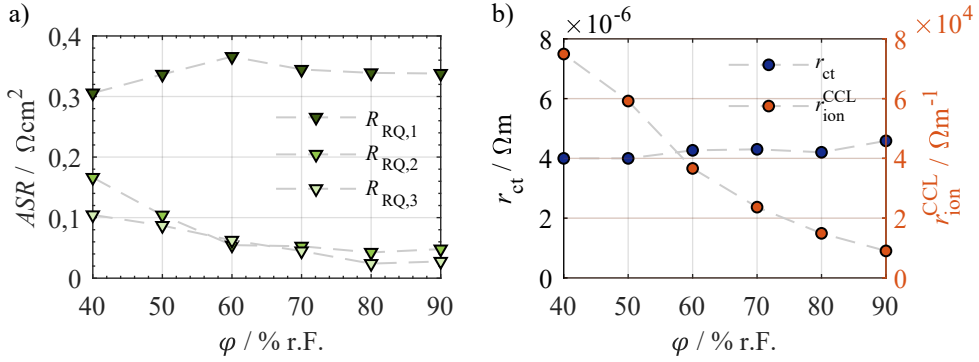 a)
ASR / Ωcm²
0,4
0,3
0,2
0,1
0
R_RQ,1
R_RQ,2
R_RQ,3
40 50 60 70 80 90
φ / % r.F.
b)
×10⁻⁶
×10⁴
r_ct / Ωm
8
6
4
2
0
r_ct
r_ion^CCL
8
6
4
2
0
r_ion^CCL / Ωm⁻¹
40 50 60 70 80 90
φ / % r.F.